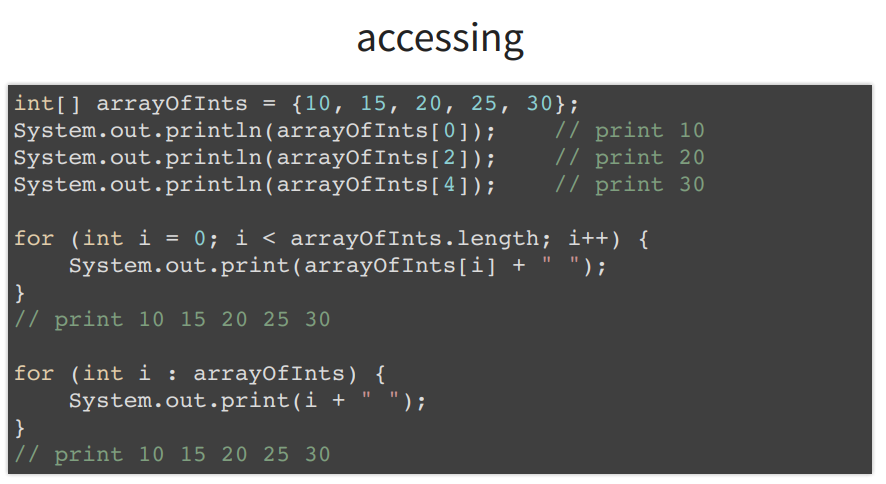 accessing
int[] arrayOfInts = {10, 15, 20, 25, 30};
System.out.println(arrayOfInts[0]);    // print 10
System.out.println(arrayOfInts[2]);    // print 20
System.out.println(arrayOfInts[4]);    // print 30

for (int i = 0; i < arrayOfInts.length; i++) {
    System.out.print(arrayOfInts[i] + " ");
}
// print 10 15 20 25 30

for (int i : arrayOfInts) {
    System.out.print(i + " ");
}
// print 10 15 20 25 30